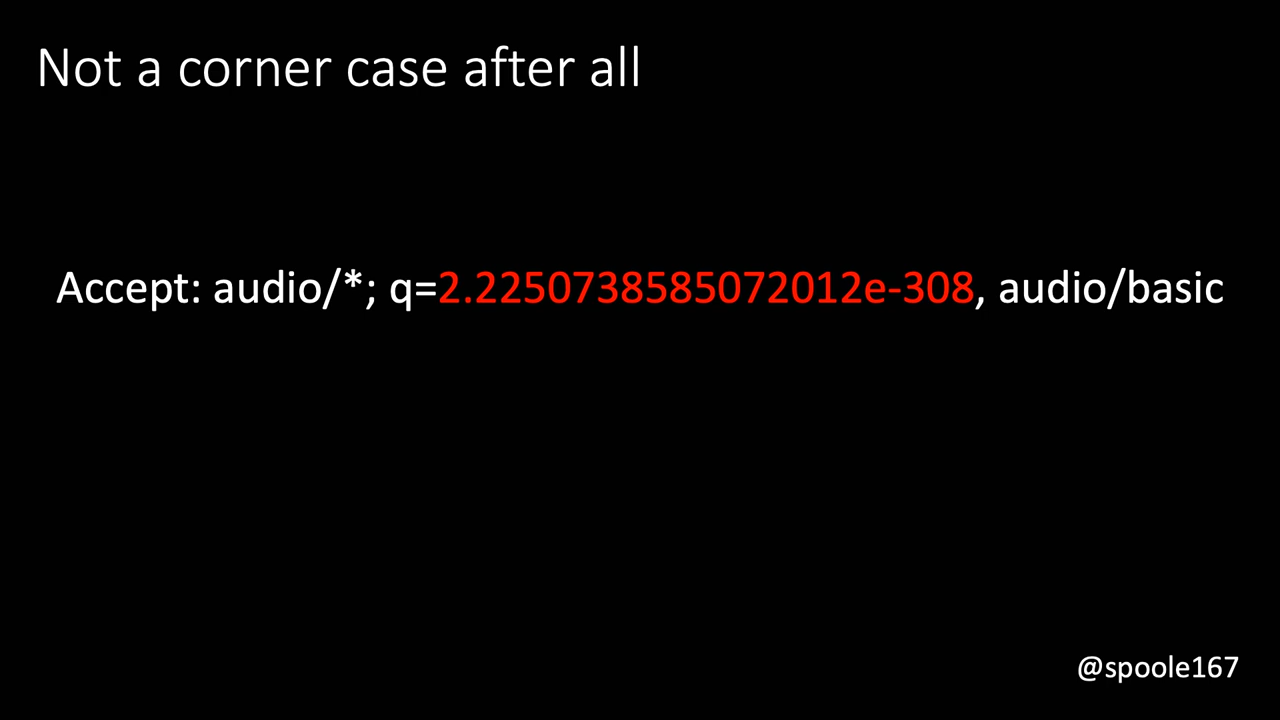 Not a corner case after all
Accept: audio/*; q=2.2250738585072012e-308, audio/basic
@spoole167